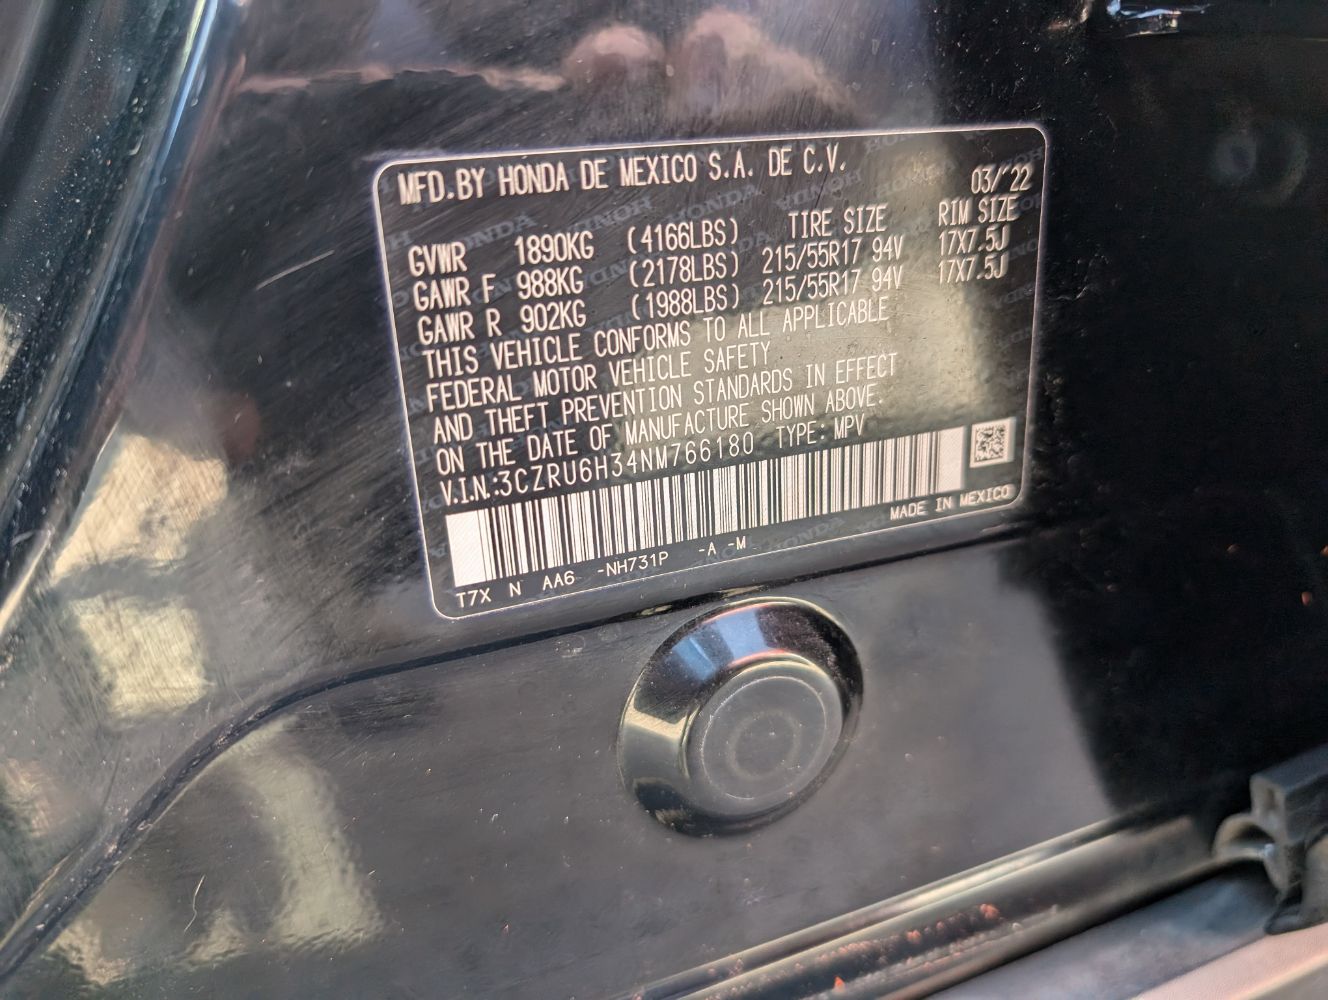 MFD.BY HONDA DE MEXICO S.A. DE C.V.
03/'22
GVWR 1890KG (4166LBS) TIRE SIZE RIM SIZE
GAWR F 988KG (2178LBS) 215/55R17 94V 17X7.5J
GAWR R 902KG (1988LBS) 215/55R17 94V 17X7.5J
THIS VEHICLE CONFORMS TO ALL APPLICABLE
FEDERAL MOTOR VEHICLE SAFETY
AND THEFT PREVENTION STANDARDS IN EFFECT
ON THE DATE OF MANUFACTURE SHOWN ABOVE.
V.I.N.:3CZRU6H34NM766180 TYPE: MPV
MADE IN MEXICO
T7X N AA6 -NH731P -A -M